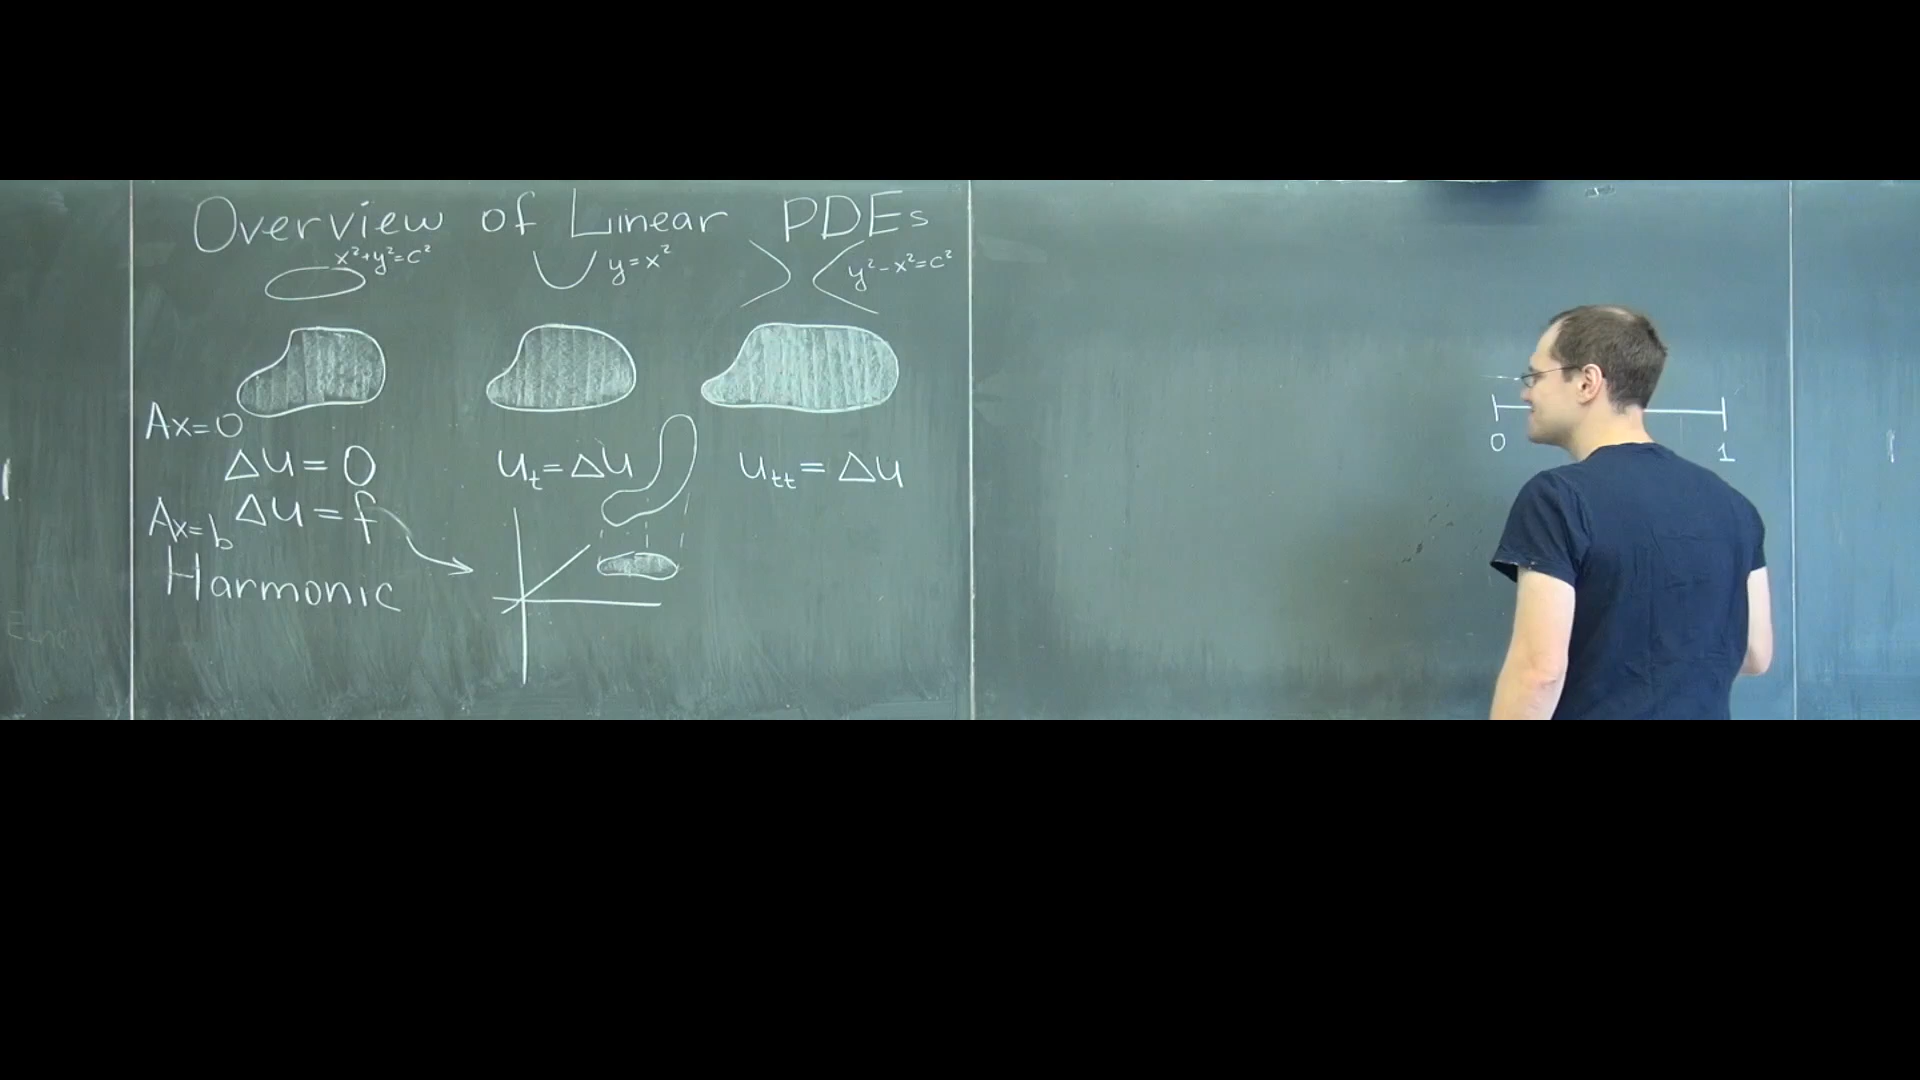 Overview of Linear PDEs
x²+y²=c²
y=x²
y²-x²=c²
Ax=0
Δu=0
u_t=Δu
u_tt=Δu
Ax=b
Δu=f
Harmonic
0
1